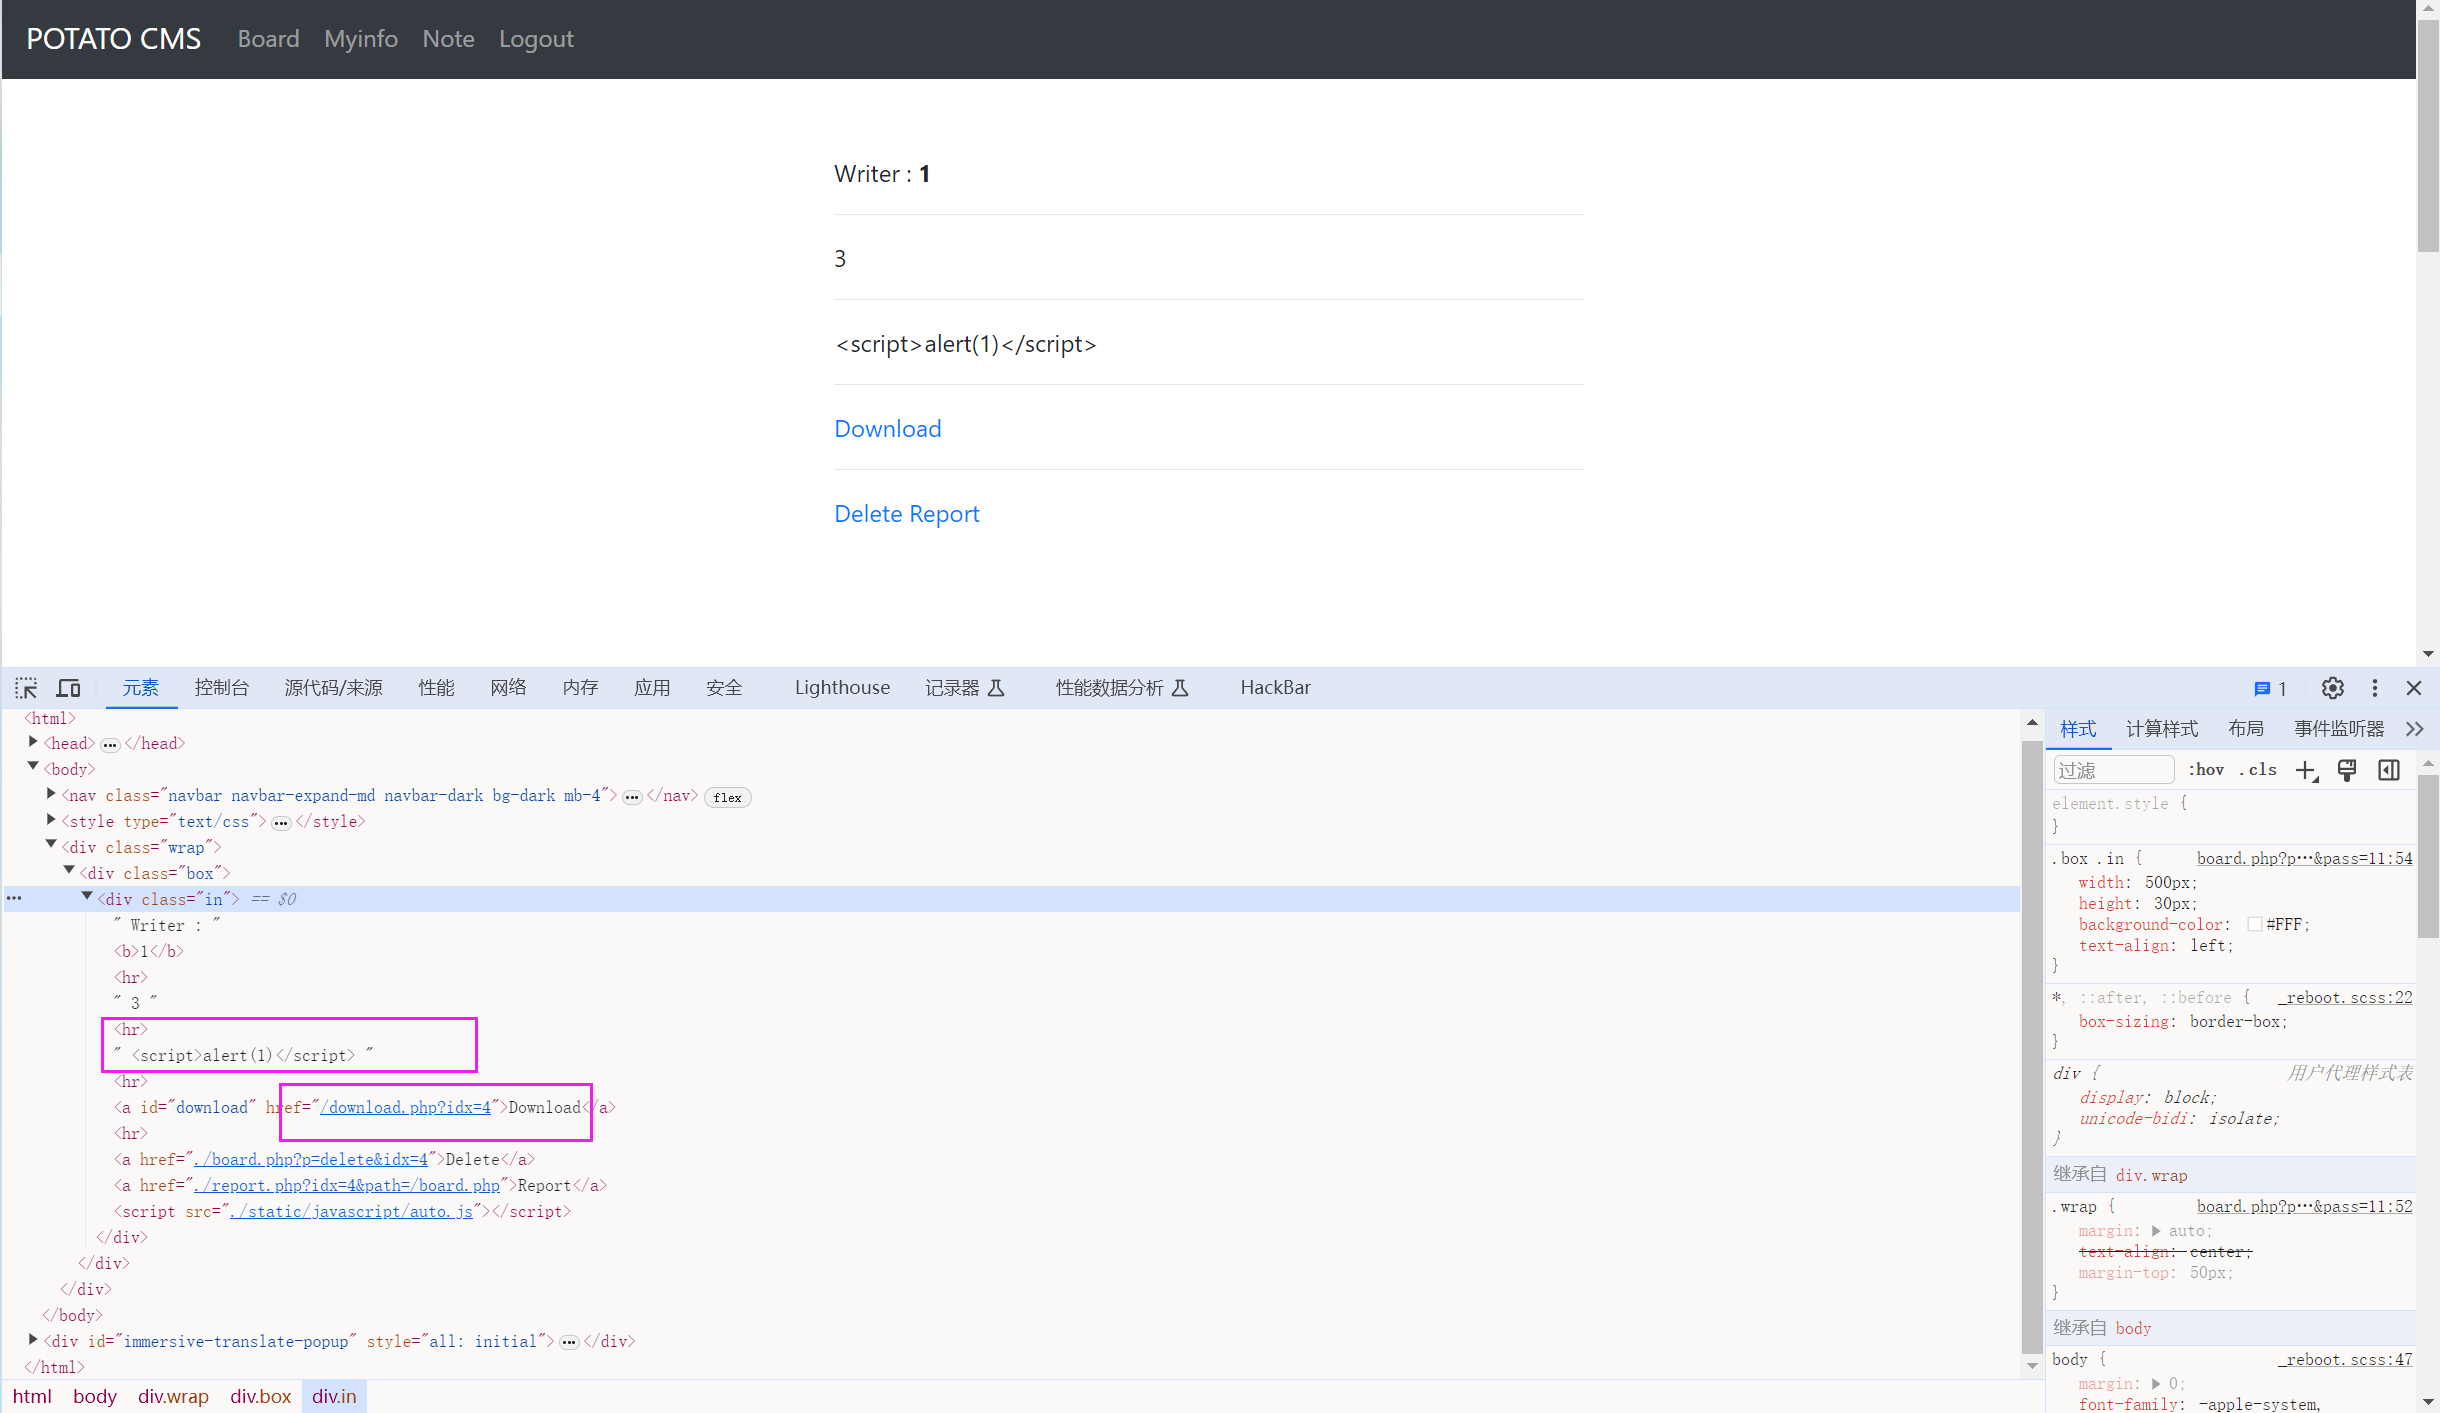 POTATO CMS Board Myinfo Note Logout
Writer : 1
3
<script>alert(1)</script>
Download
Delete Report
元素 控制台 源代码/来源 性能 网络 内存 应用 安全 Lighthouse 记录器 性能数据分析 HackBar 1
<html>
<head> ••• </head>
<body>
<nav class="navbar navbar-expand-md navbar-dark bg-dark mb-4"> ••• </nav> flex
<style type="text/css"> ••• </style>
<div class="wrap">
<div class="box">
••• <div class="in"> == $0
" Writer : "
<b>1</b>
<hr>
" 3 "
<hr>
" <script>alert(1)</script> "
<hr>
<a id="download" href="/download.php?idx=4">Download</a>
<hr>
<a href="./board.php?p=delete&idx=4">Delete</a>
<a href="./report.php?idx=4&path=/board.php">Report</a>
<script src="./static/javascript/auto.js"></script>
</div>
</div>
</div>
</body>
<div id="immersive-translate-popup" style="all: initial"> ••• </div>
</html>
html body div.wrap div.box div.in
样式 计算样式 布局 事件监听器
过滤 :hov .cls
element.style {
}
.box .in { board.php?p…&pass=11:54
width: 500px;
height: 30px;
background-color: #FFF;
text-align: left;
}
*, ::after, ::before { _reboot.scss:22
box-sizing: border-box;
}
div { 用户代理样式表
display: block;
unicode-bidi: isolate;
}
继承自 div.wrap
.wrap { board.php?p…&pass=11:52
margin: auto;
text-align: center;
margin-top: 50px;
}
继承自 body
body { _reboot.scss:47
margin: 0;
font-family: -apple-system,